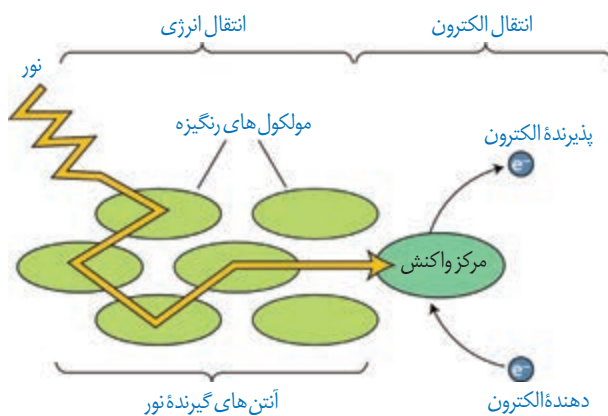 انتقال الکترون
انتقال انرژی
نور
مولکول های رنگیزه
پذیرندهٔ الکترون
e⁻
مرکز واکنش
e⁻
دهندهٔ الکترون
آنتن های گیرندهٔ نور